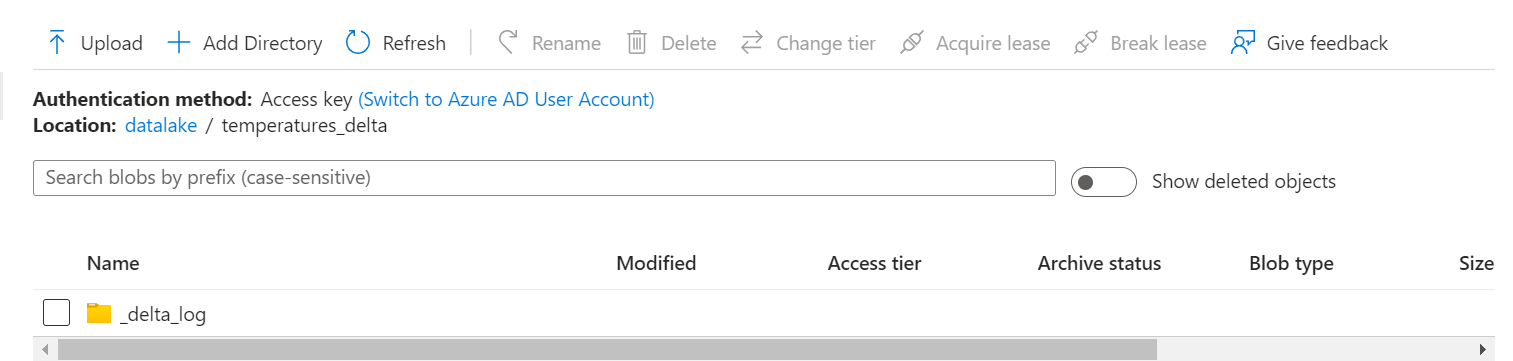 Upload Add Directory Refresh Rename Delete Change tier Acquire lease Break lease Give feedback
Authentication method: Access key (Switch to Azure AD User Account)
Location: datalake / temperatures_delta
Search blobs by prefix (case-sensitive) Show deleted objects
Name Modified Access tier Archive status Blob type Size
_delta_log